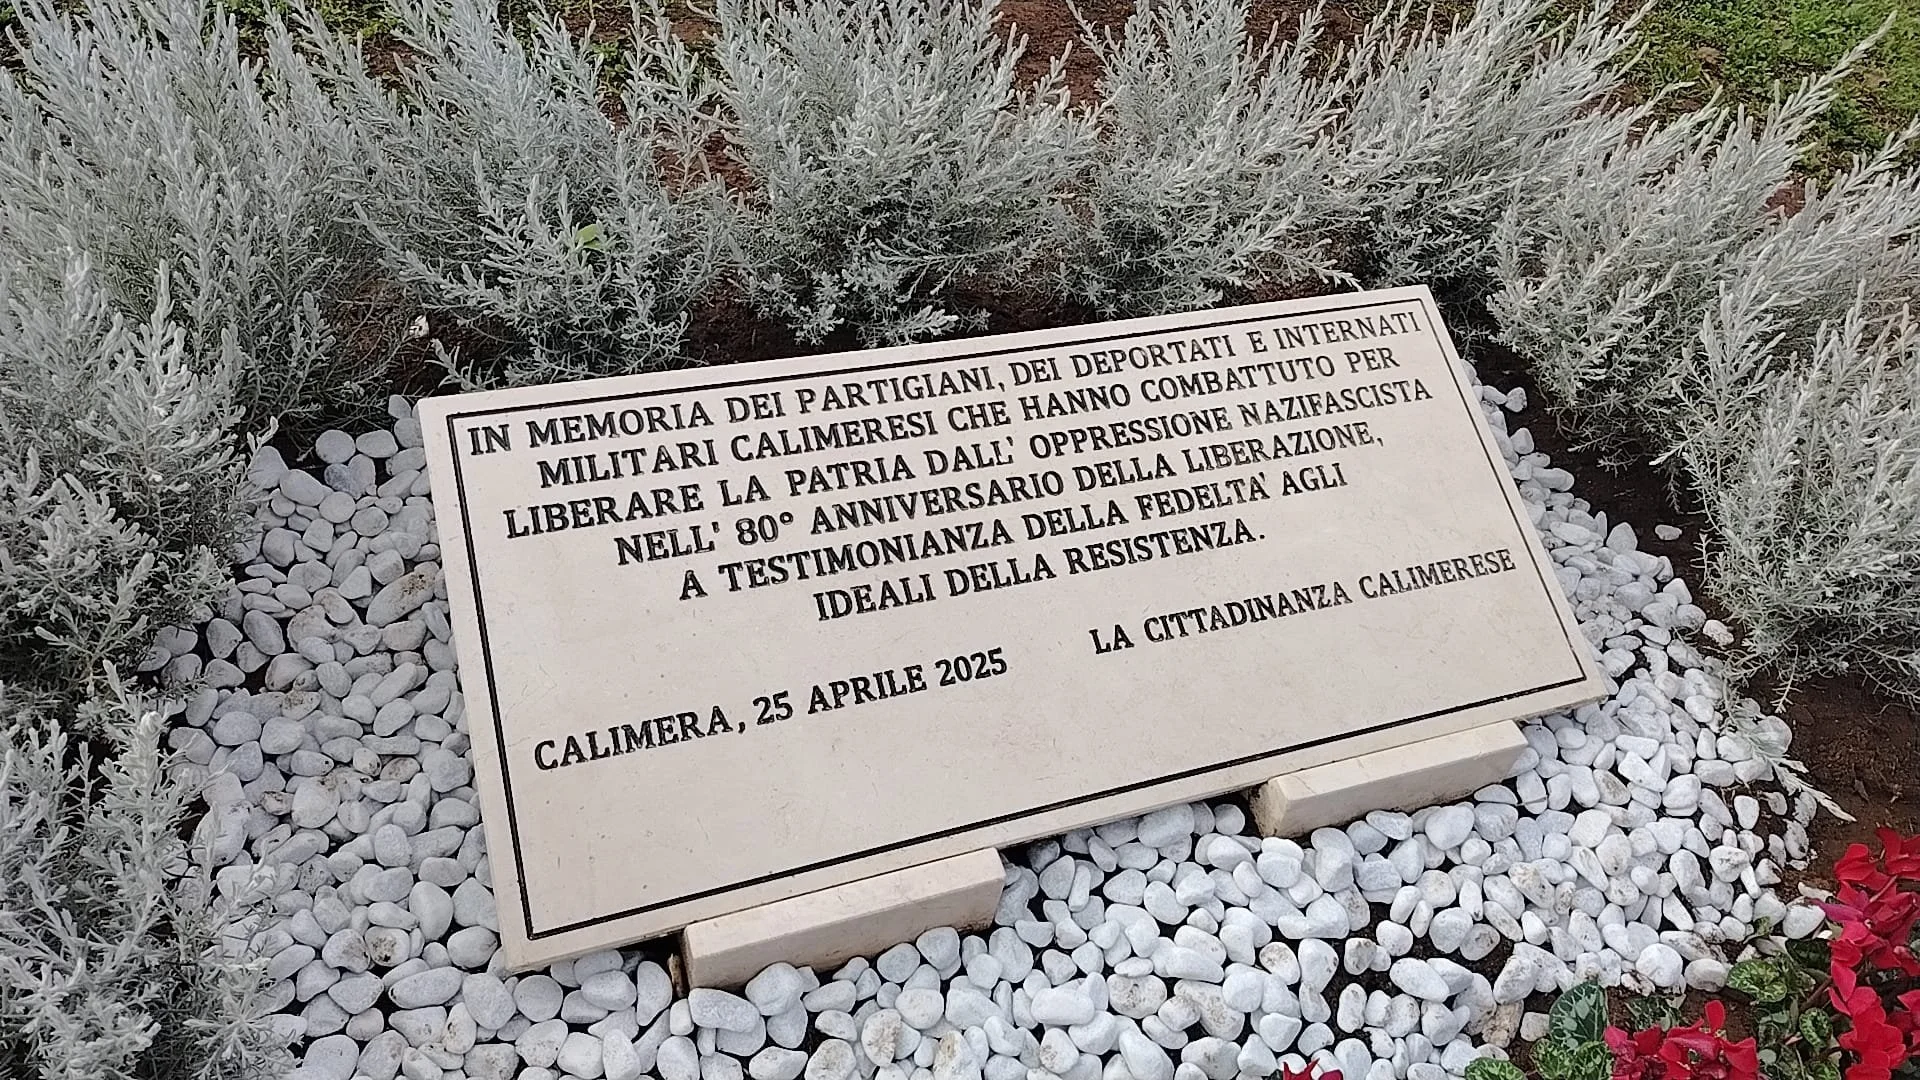 IN MEMORIA DEI PARTIGIANI, DEI DEPORTATI E INTERNATI
MILITARI CALIMERESI CHE HANNO COMBATTUTO PER
LIBERARE LA PATRIA DALL' OPPRESSIONE NAZIFASCISTA
NELL' 80° ANNIVERSARIO DELLA LIBERAZIONE,
A TESTIMONIANZA DELLA FEDELTA' AGLI
IDEALI DELLA RESISTENZA.
CALIMERA, 25 APRILE 2025 LA CITTADINANZA CALIMERESE